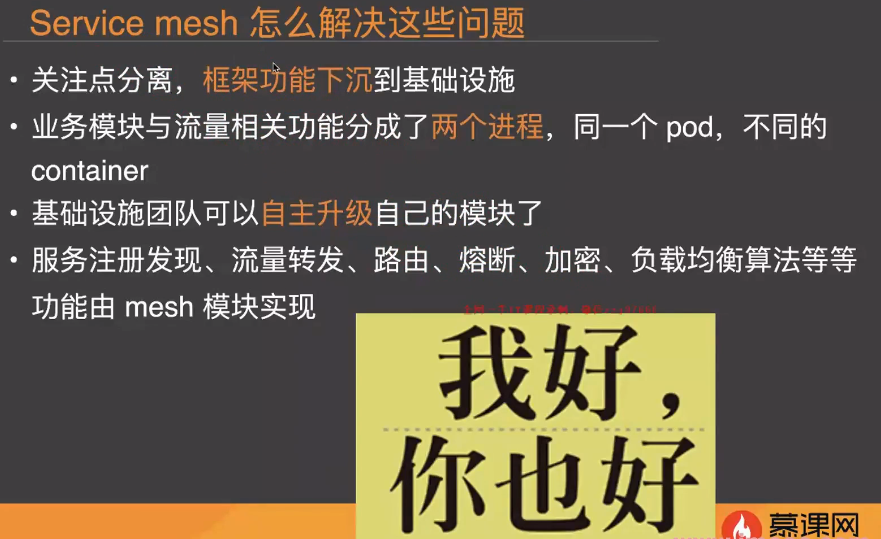 Service mesh 怎么解决这些问题
• 关注点分离，框架功能下沉到基础设施
• 业务模块与流量相关功能分成了两个进程，同一个 pod，不同的
container
• 基础设施团队可以自主升级自己的模块了
• 服务注册发现、流量转发、路由、熔断、加密、负载均衡算法等等
功能由 mesh 模块实现
我好，
你也好
慕课网